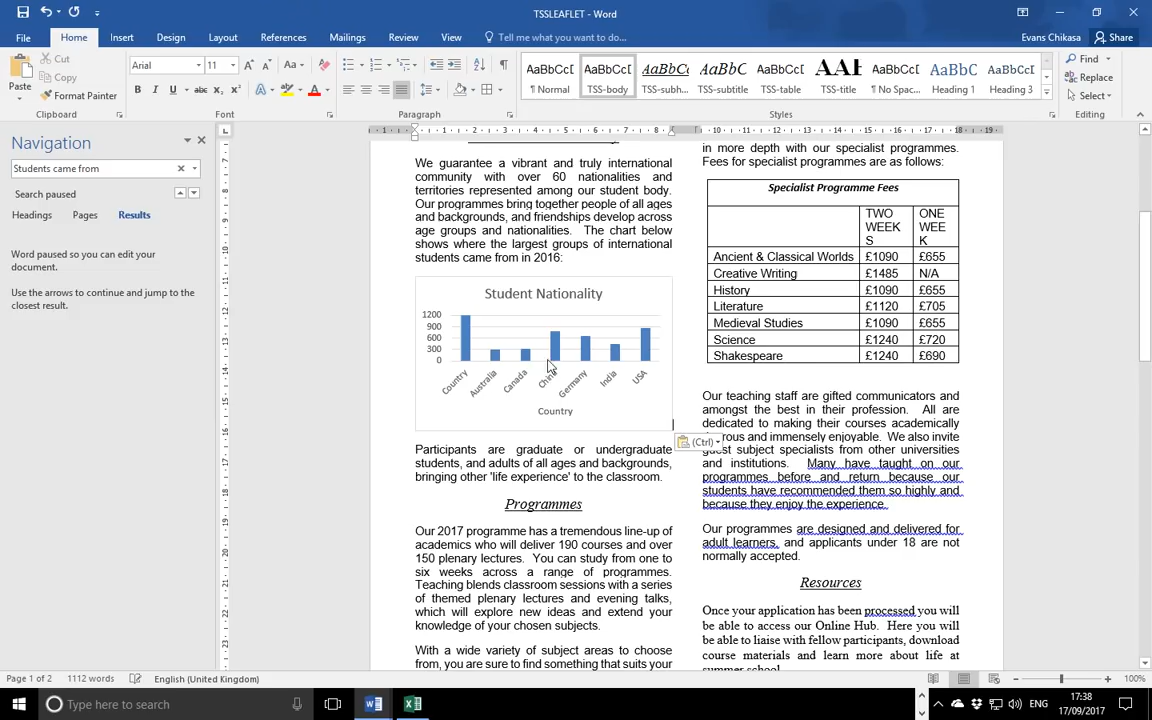 TSSLEAFLET - Word
File Home Insert Design Layout References Mailings Review View Tell me what you want to do... Evans Chikasa Share
Paste
Cut
Copy
Format Painter
Clipboard
Arial 11 Aa
B I U abc x₂ x² A A
Font
Paragraph
AaBbCcD AaBbCcD AaBbCc AaBbC AaBbCcD AABB AaBbCcD AaBbC AaBbCcD
¶ Normal TSS-body TSS-subh... TSS-subtitle TSS-table TSS-title ¶ No Spac... Heading 1 Heading 3
Styles
Find
Replace
Select
Editing
Navigation
Students came from
Search paused
Headings Pages Results
Word paused so you can edit your
document.
Use the arrows to continue and jump to the
closest result.
We guarantee a vibrant and truly international
community with over 60 nationalities and
territories represented among our student body.
Our programmes bring together people of all ages
and backgrounds, and friendships develop across
age groups and nationalities. The chart below
shows where the largest groups of international
students came from in 2016:
Student Nationality
1200
900
600
300
0
Country Australia Canada China Germany India USA
Country
Participants are graduate or undergraduate
students, and adults of all ages and backgrounds,
bringing other 'life experience' to the classroom.
Programmes
Our 2017 programme has a tremendous line-up of
academics who will deliver 190 courses and over
150 plenary lectures. You can study from one to
six weeks across a range of programmes.
Teaching blends classroom sessions with a series
of themed plenary lectures and evening talks,
which will explore new ideas and extend your
knowledge of your chosen subjects.
With a wide variety of subject areas to choose
from, you are sure to find something that suits your
in more depth with our specialist programmes.
Fees for specialist programmes are as follows:
Specialist Programme Fees
TWO WEEK S ONE WEE K
Ancient & Classical Worlds £1090 £655
Creative Writing £1485 N/A
History £1090 £655
Literature £1120 £705
Medieval Studies £1090 £655
Science £1240 £720
Shakespeare £1240 £690
(Ctrl)
Our teaching staff are gifted communicators and
amongst the best in their profession. All are
dedicated to making their courses academically
and immensely enjoyable. We also invite
guest subject specialists from other universities
and institutions. Many have taught on our
programmes before and return because our
students have recommended them so highly and
because they enjoy the experience.
Our programmes are designed and delivered for
adult learners, and applicants under 18 are not
normally accepted.
Resources
Once your application has been processed you will
be able to access our Online Hub. Here you will
be able to liaise with fellow participants, download
course materials and learn more about life at
summer school.
Page 1 of 2 1112 words English (United Kingdom) 100%
Type here to search
ENG
17:38
17/09/2017